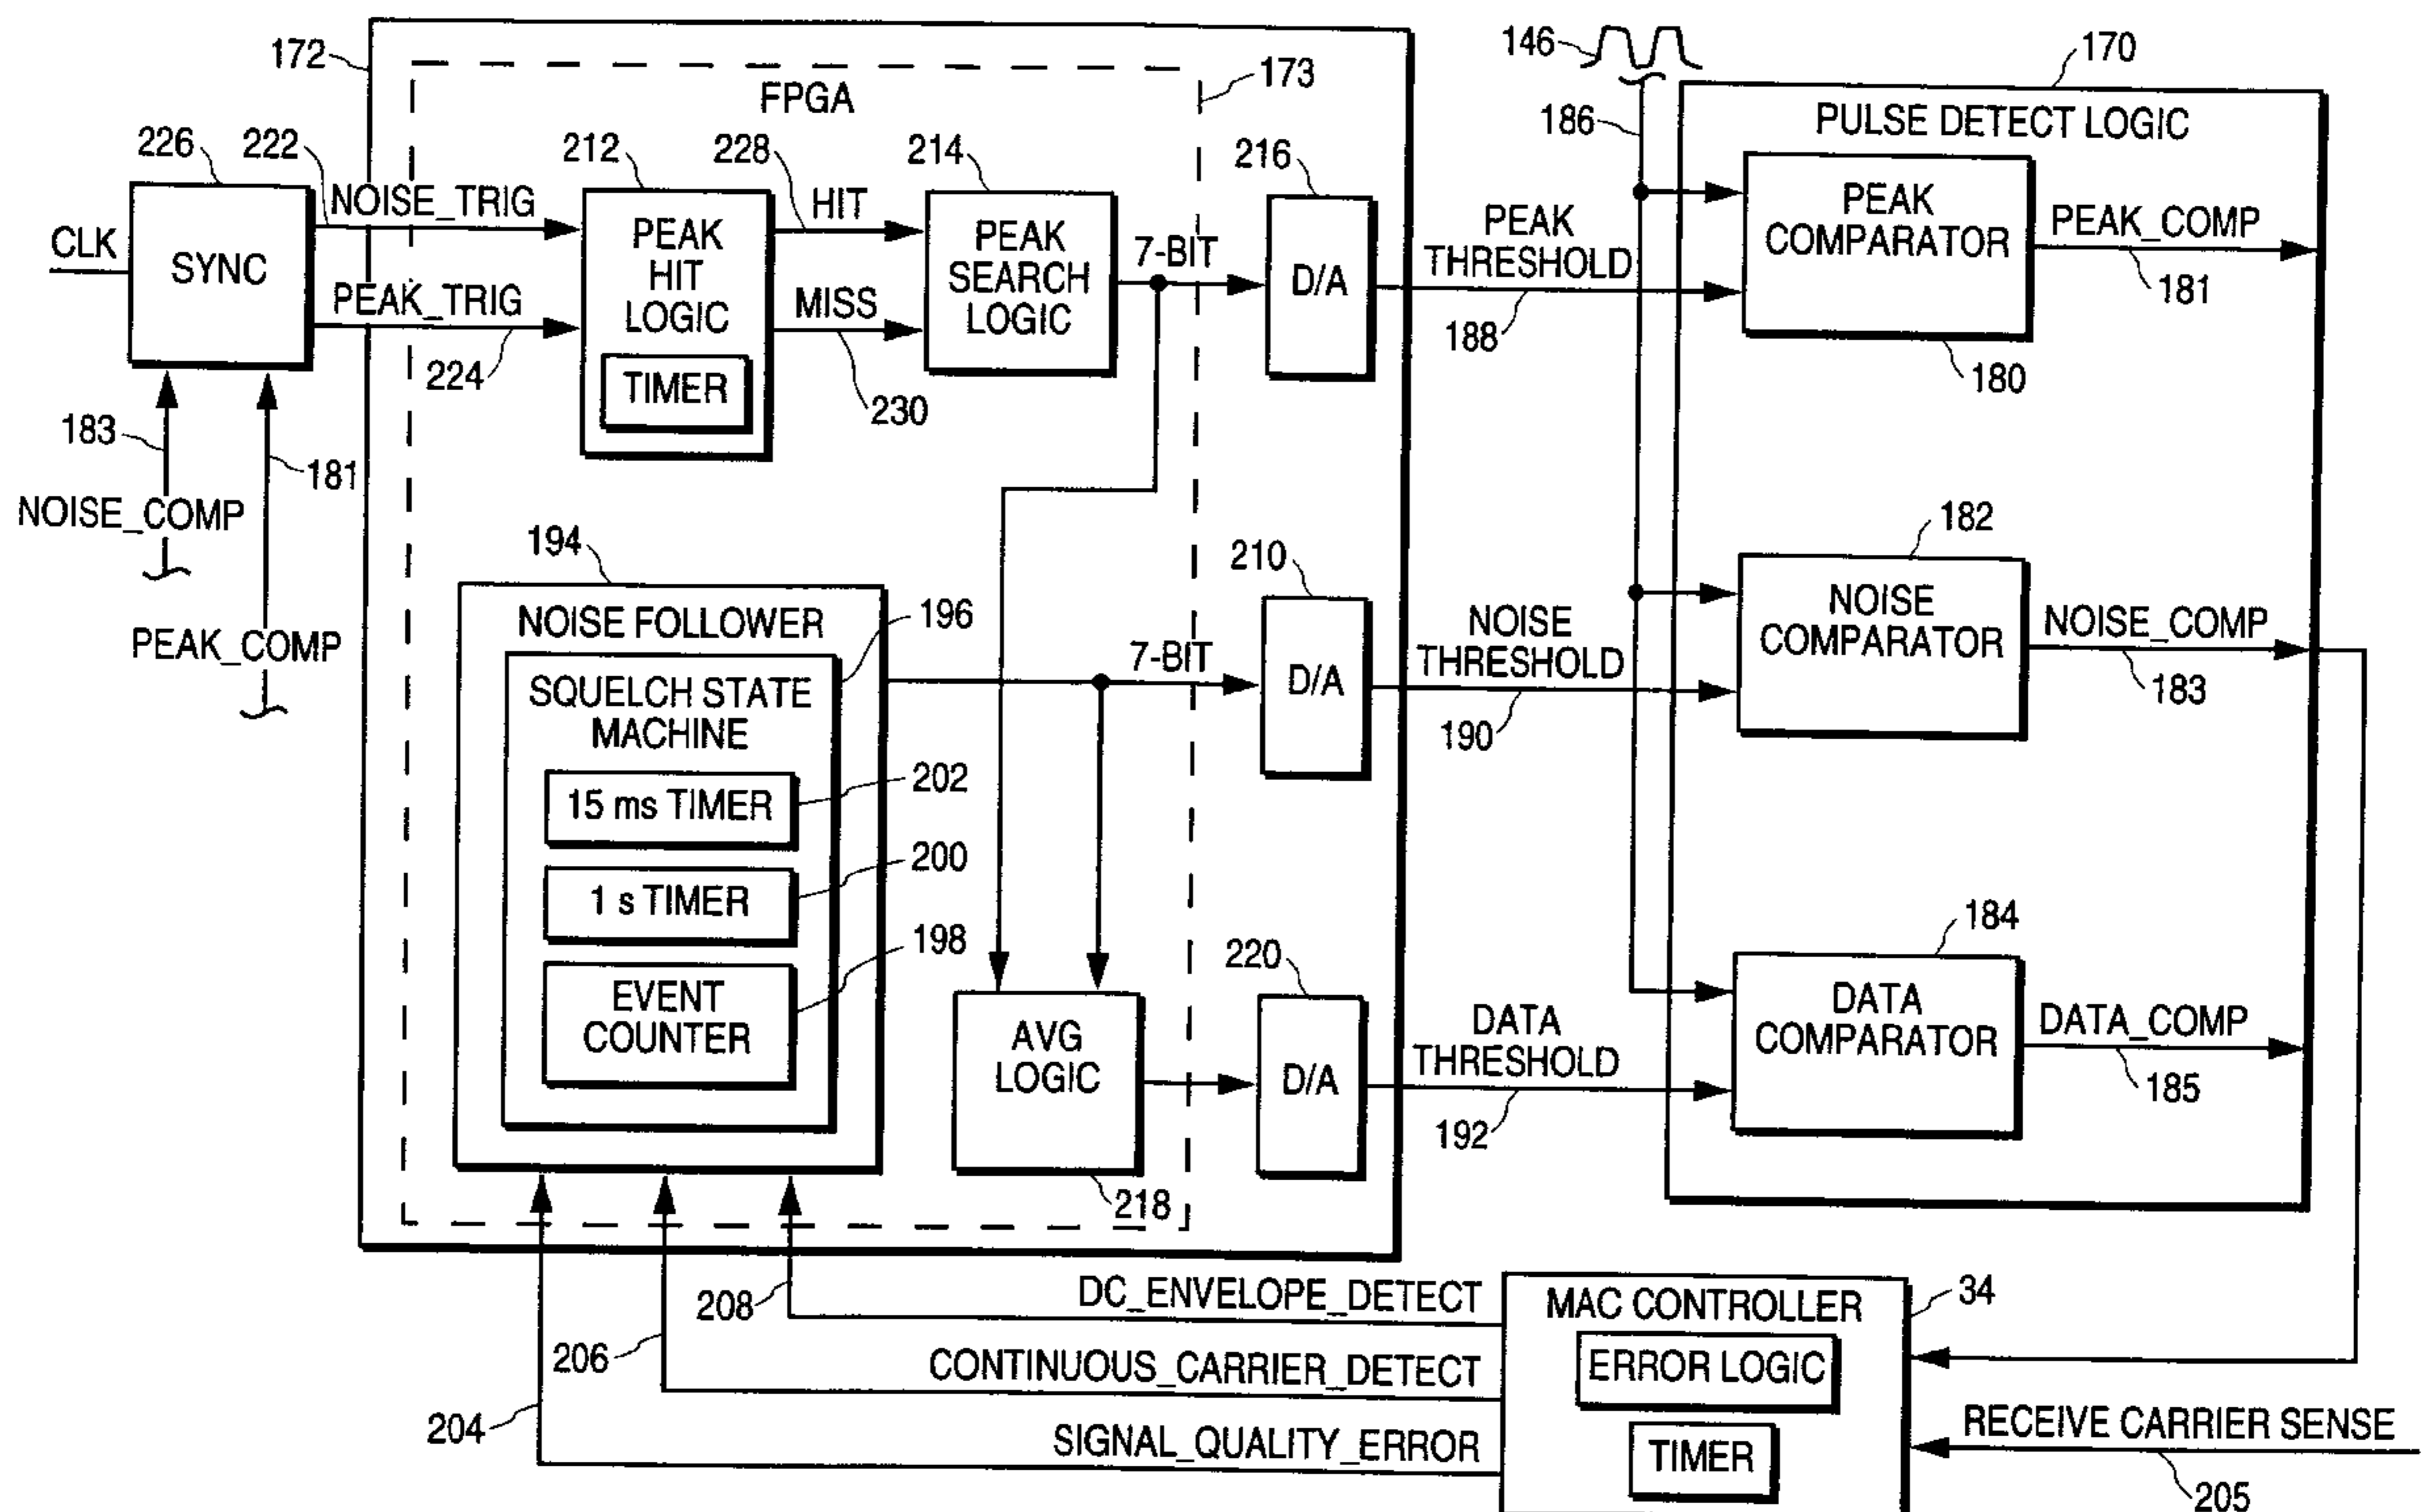 172
FPGA
173
146
170
186
PULSE DETECT LOGIC
226
222
212
228
214
216
CLK
SYNC
NOISE_TRIG
PEAK_TRIG
224
PEAK
HIT
LOGIC
TIMER
HIT
MISS
230
PEAK
SEARCH
LOGIC
7-BIT
D/A
PEAK
THRESHOLD
188
PEAK
COMPARATOR
PEAK_COMP
181
180
183
181
NOISE_COMP
PEAK_COMP
194
NOISE FOLLOWER
196
SQUELCH STATE
MACHINE
15 ms TIMER
202
1 s TIMER
200
EVENT
COUNTER
198
7-BIT
210
D/A
NOISE
THRESHOLD
190
182
NOISE
COMPARATOR
NOISE_COMP
183
AVG
LOGIC
218
220
D/A
DATA
THRESHOLD
192
184
DATA
COMPARATOR
DATA_COMP
185
208
DC_ENVELOPE_DETECT
206
CONTINUOUS_CARRIER_DETECT
204
SIGNAL_QUALITY_ERROR
MAC CONTROLLER
34
ERROR LOGIC
TIMER
RECEIVE CARRIER SENSE
205